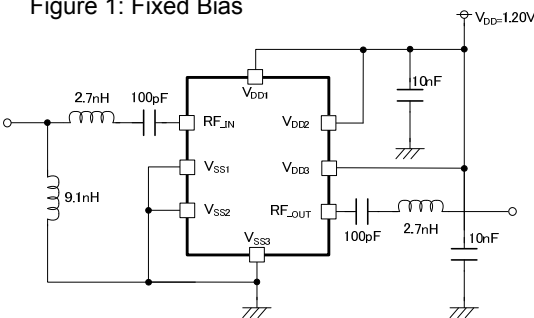 Figure 1: Fixed Bias
VDD=1.20V
2.7nH
100pF
VDD1
10nF
RF_IN
VDD2
VSS1
VDD3
9.1nH
VSS2
RF_OUT
VSS3
100pF
2.7nH
10nF